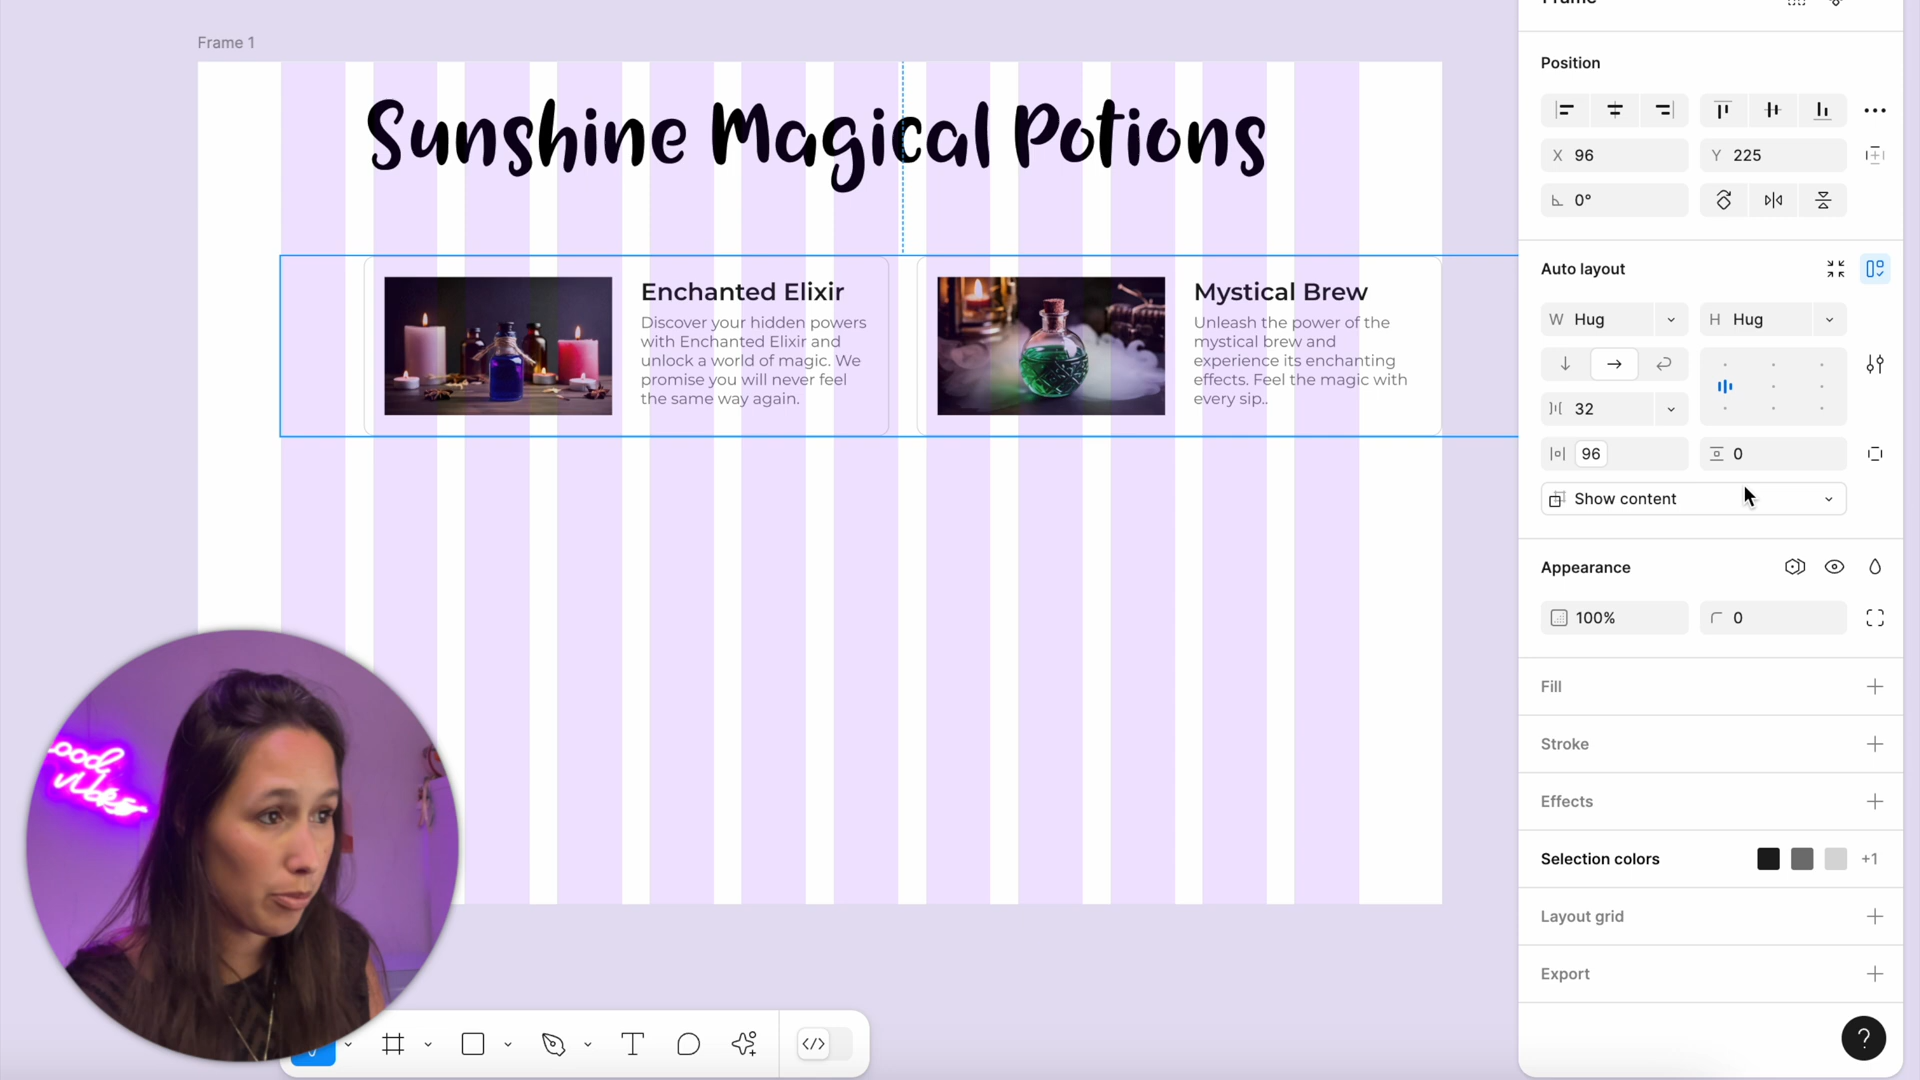 Frame
Frame 1
Position
Sunshine Magical Potions
X 96
Y 225
0°
Auto layout
W Hug
H Hug
32
96
0
Show content
Enchanted Elixir
Discover your hidden powers
with Enchanted Elixir and
unlock a world of magic. We
promise you will never feel
the same way again.
Mystical Brew
Unleash the power of the
mystical brew and
experience its enchanting
effects. Feel the magic with
every sip..
Appearance
100%
0
Fill
Stroke
Effects
Selection colors
+1
Layout grid
Export
ood
vibes
?